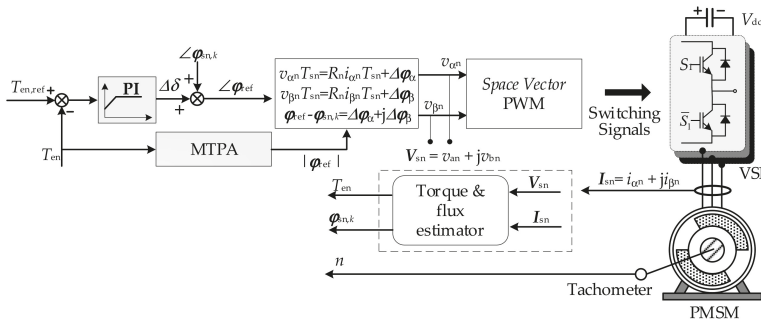 + − V_dc
∠φ_sn,k
T_en,ref + −
PI
Δδ + +
∠φ_ref
v_αn T_sn=R_n i_αn T_sn+Δφ_α
v_βn T_sn=R_n i_βn T_sn+Δφ_β
φ_ref-φ_sn,k=Δφ_α+jΔφ_β
v_αn
v_βn
Space Vector
PWM
Switching
Signals
S_1
S̅_1
VSI
T_en
MTPA
|φ_ref|
V_sn = v_an + jv_bn
T_en
φ_sn,k
Torque &
flux
estimator
V_sn
I_sn
I_sn= i_αn + ji_βn
n
Tachometer
PMSM